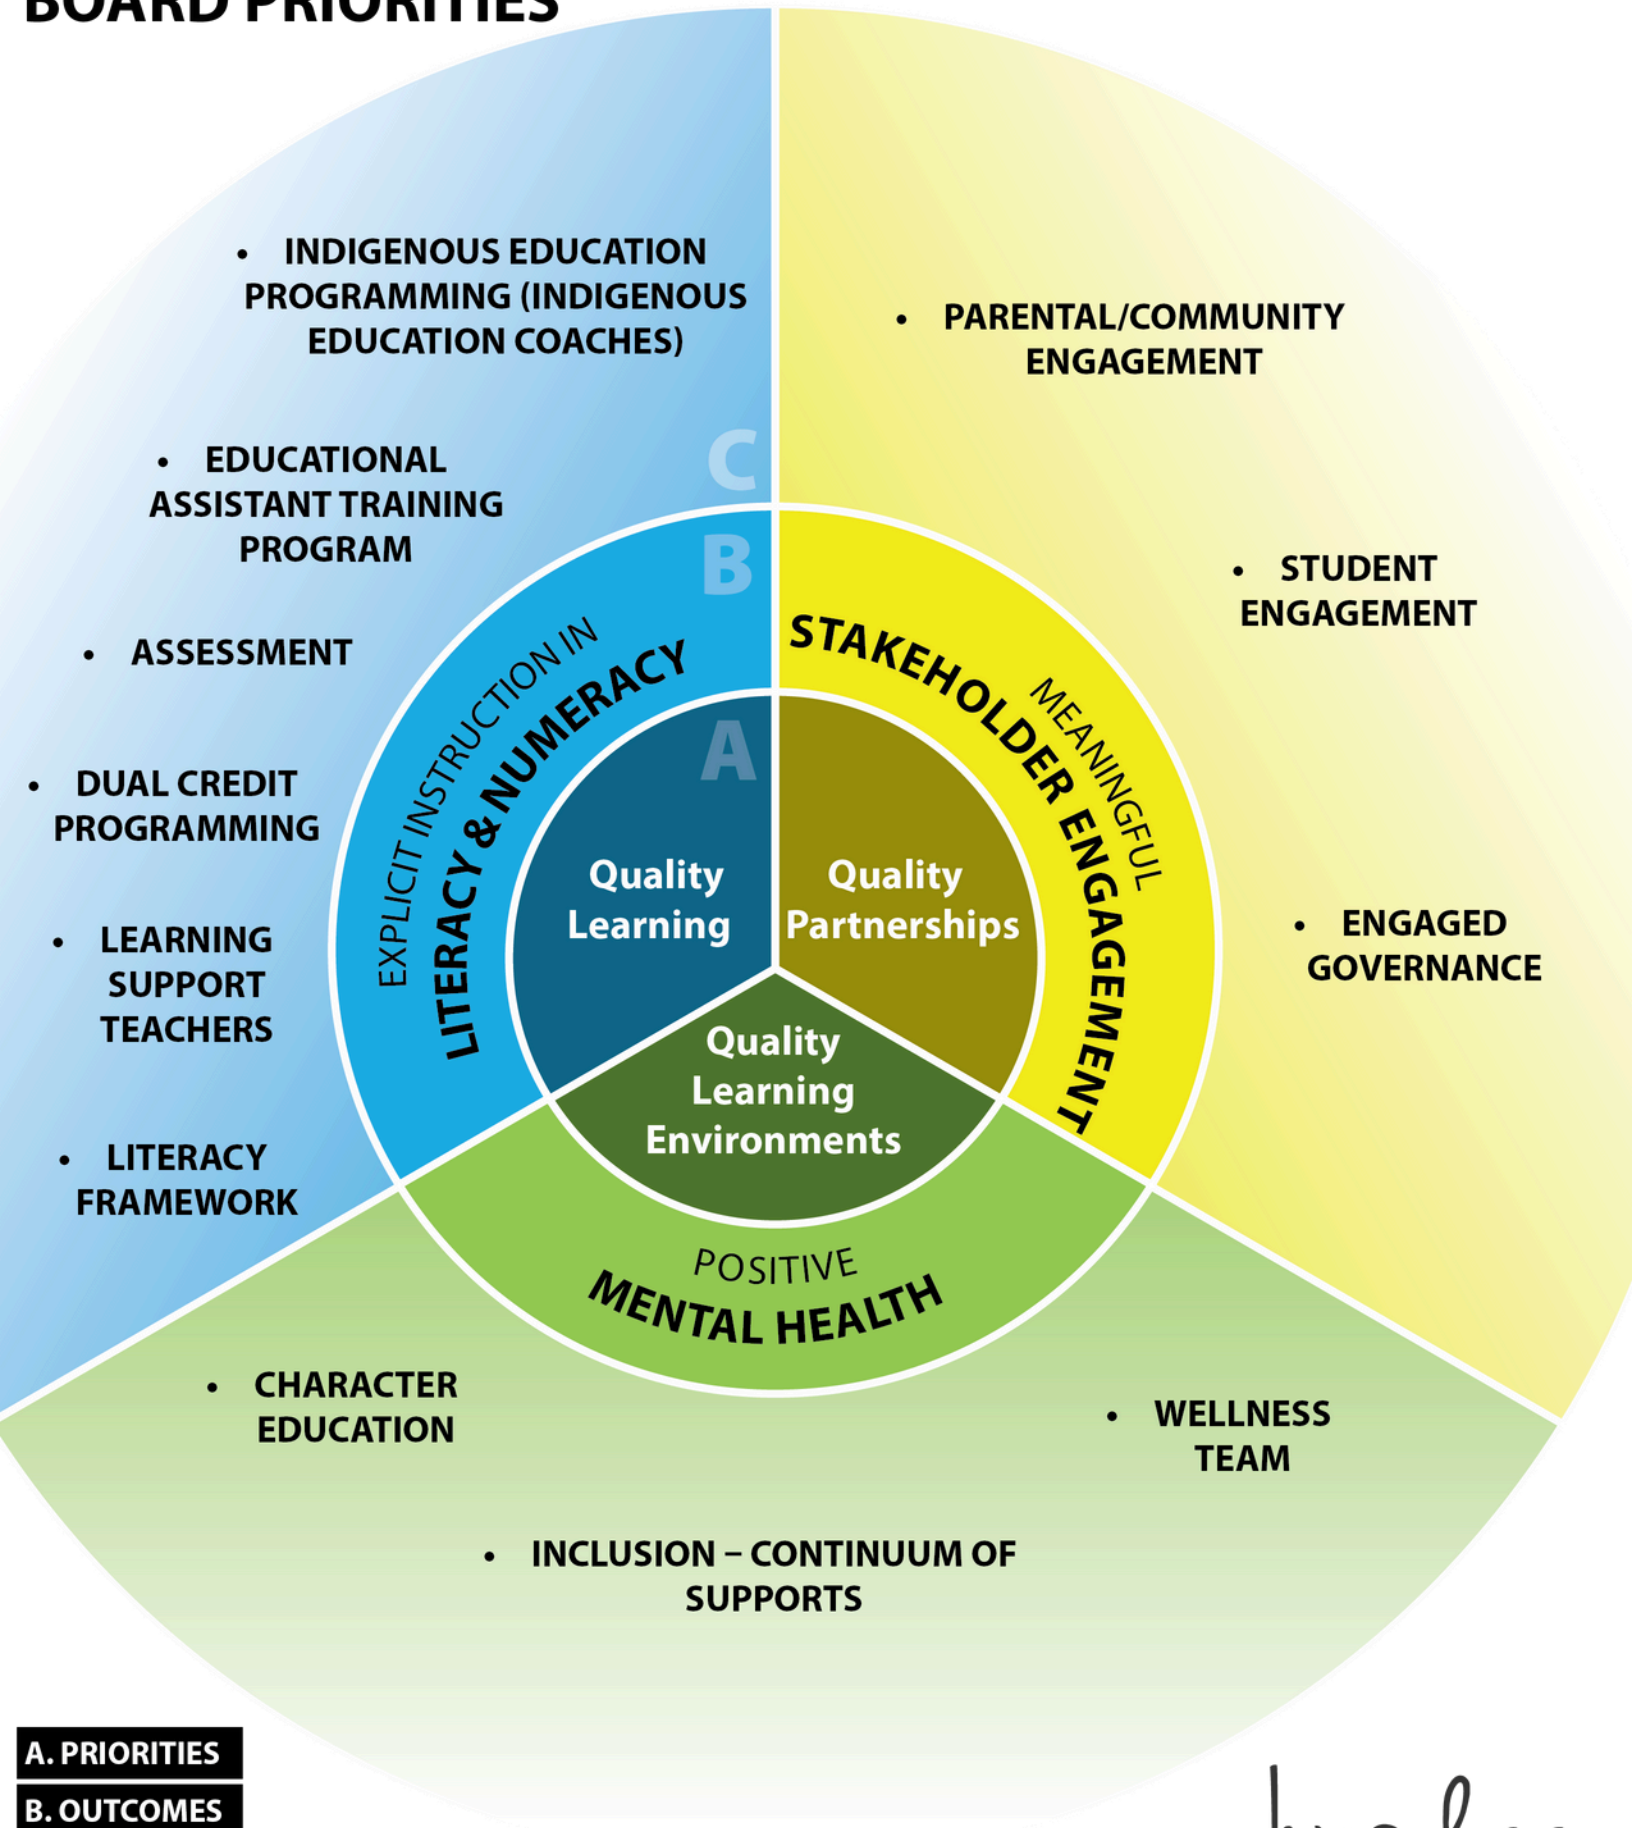 BOARD PRIORITIES
• INDIGENOUS EDUCATION
PROGRAMMING (INDIGENOUS
EDUCATION COACHES)
• EDUCATIONAL
ASSISTANT TRAINING
PROGRAM
• ASSESSMENT
• DUAL CREDIT
PROGRAMMING
• LEARNING
SUPPORT
TEACHERS
• LITERACY
FRAMEWORK
• PARENTAL/COMMUNITY
ENGAGEMENT
• STUDENT
ENGAGEMENT
• ENGAGED
GOVERNANCE
C
B
A
EXPLICIT INSTRUCTION IN
LITERACY & NUMERACY
MEANINGFUL
STAKEHOLDER ENGAGEMENT
Quality
Learning
Quality
Partnerships
Quality
Learning
Environments
POSITIVE
MENTAL HEALTH
• CHARACTER
EDUCATION
• WELLNESS
TEAM
• INCLUSION – CONTINUUM OF
SUPPORTS
A. PRIORITIES
B. OUTCOMES